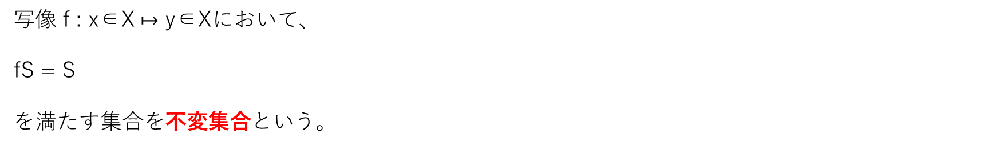 写像 f : x∈X ↦ y∈Xにおいて、
fS = S
を満たす集合を不変集合という。